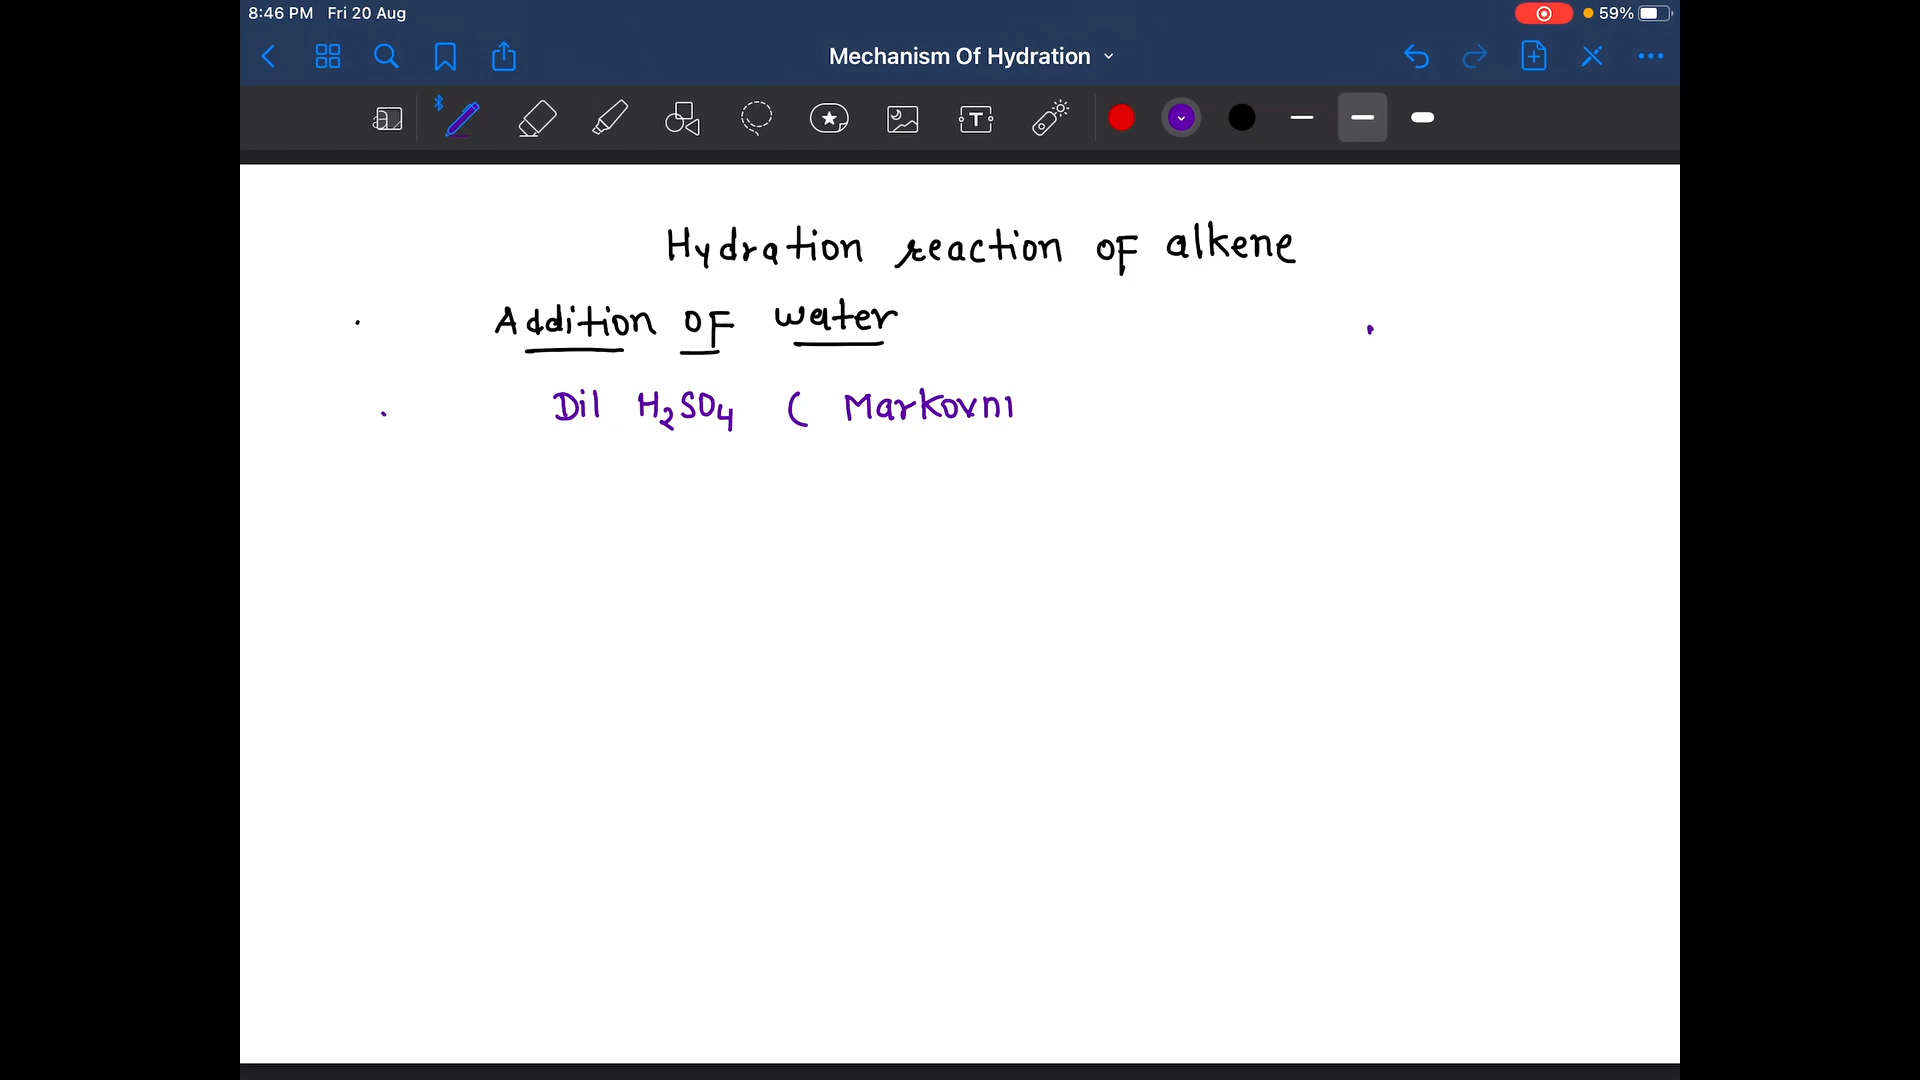 8:46 PM Fri 20 Aug 59%
Mechanism Of Hydration
Hydration reaction of alkene
Addition of water
Dil H₂SO₄ ( Markovni